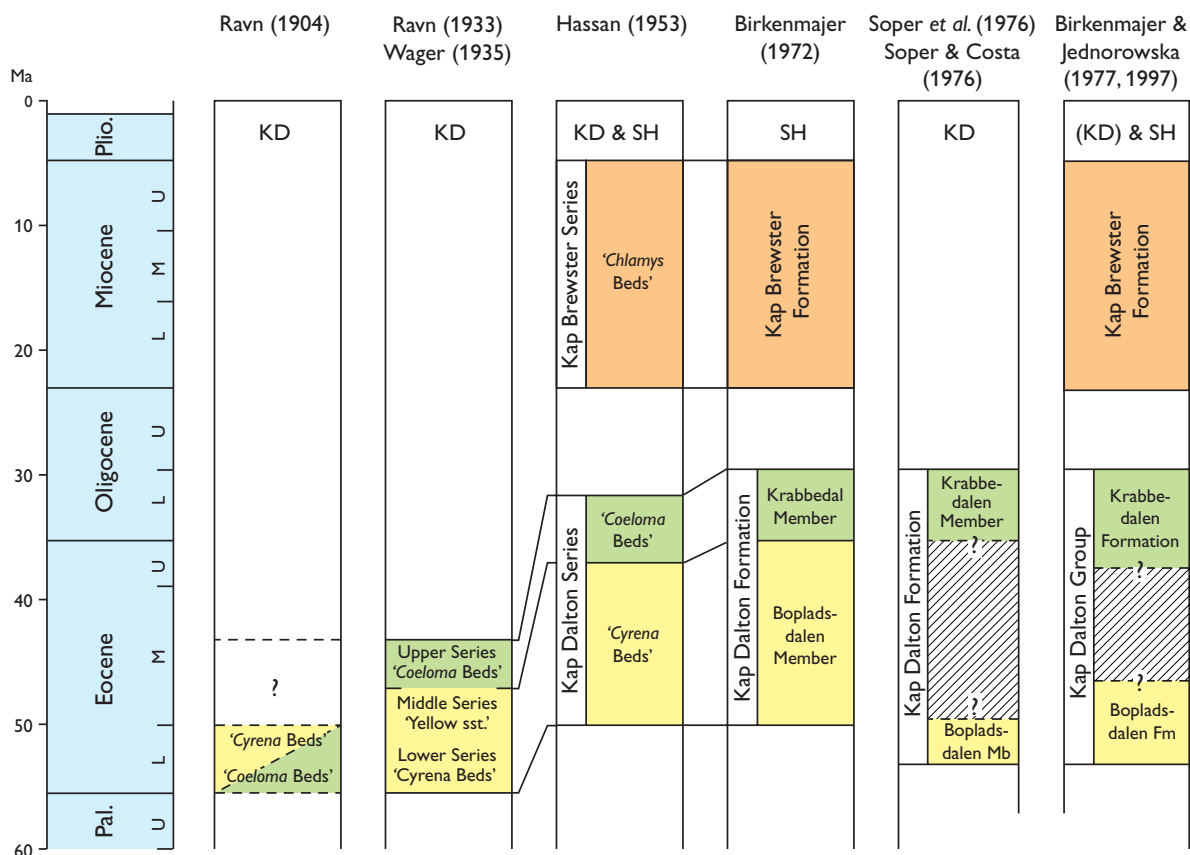 Ravn (1904)
Ravn (1933)
Wager (1935)
Hassan (1953)
Birkenmajer
(1972)
Soper et al. (1976)
Soper & Costa
(1976)
Birkenmajer &
Jednorowska
(1977, 1997)
Ma
0
10
20
30
40
50
60
Plio.
Miocene
U
M
L
Oligocene
U
L
Eocene
U
M
L
Pal.
U
KD
?
'Cyrena Beds'
'Coeloma Beds'
KD
Upper Series
'Coeloma Beds'
Middle Series
'Yellow sst.'
Lower Series
'Cyrena Beds'
KD & SH
Kap Brewster Series
'Chlamys
Beds'
Kap Dalton Series
'Coeloma
Beds'
'Cyrena
Beds'
SH
Kap Brewster
Formation
Kap Dalton Formation
Krabbedal
Member
Boplads-
dalen
Member
KD
Kap Dalton Formation
Krabbe-
dalen
Member
?
?
Boplads-
dalen Mb
(KD) & SH
Kap Brewster
Formation
Kap Dalton Group
Krabbe-
dalen
Formation
?
?
Boplads-
dalen Fm